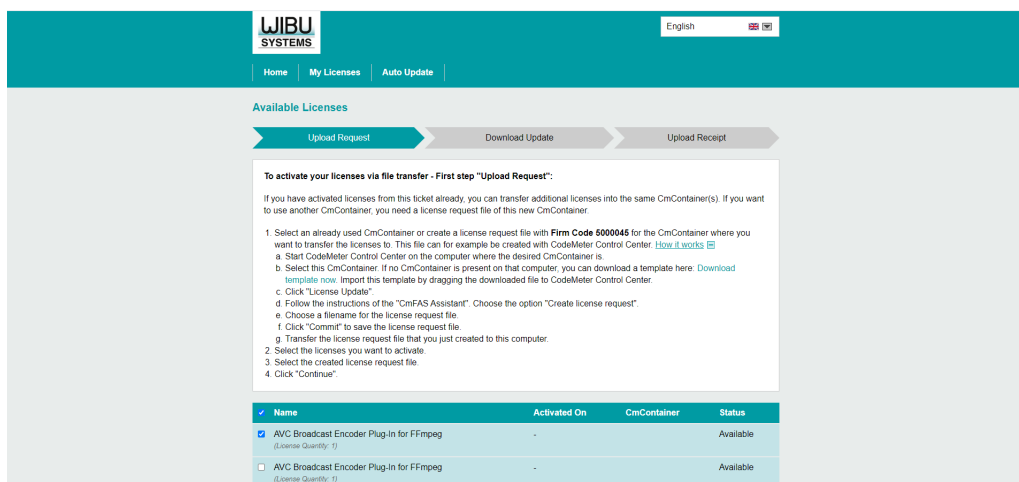 WIBU
SYSTEMS
English
Home My Licenses Auto Update
Available Licenses
Upload Request Download Update Upload Receipt
To activate your licenses via file transfer - First step "Upload Request":
If you have activated licenses from this ticket already, you can transfer additional licenses into the same CmContainer(s). If you want
to use another CmContainer, you need a license request file of this new CmContainer.
1. Select an already used CmContainer or create a license request file with Firm Code 5000045 for the CmContainer where you
want to transfer the licenses to. This file can for example be created with CodeMeter Control Center. How it works
a. Start CodeMeter Control Center on the computer where the desired CmContainer is.
b. Select this CmContainer. If no CmContainer is present on that computer, you can download a template here: Download
template now. Import this template by dragging the downloaded file to CodeMeter Control Center.
c. Click "License Update".
d. Follow the instructions of the "CmFAS Assistant". Choose the option "Create license request".
e. Choose a filename for the license request file.
f. Click "Commit" to save the license request file.
g. Transfer the license request file that you just created to this computer.
2. Select the licenses you want to activate.
3. Select the created license request file.
4. Click "Continue".
Name Activated On CmContainer Status
AVC Broadcast Encoder Plug-In for FFmpeg - Available
(License Quantity: 1)
AVC Broadcast Encoder Plug-In for FFmpeg - Available
(License Quantity: 1)